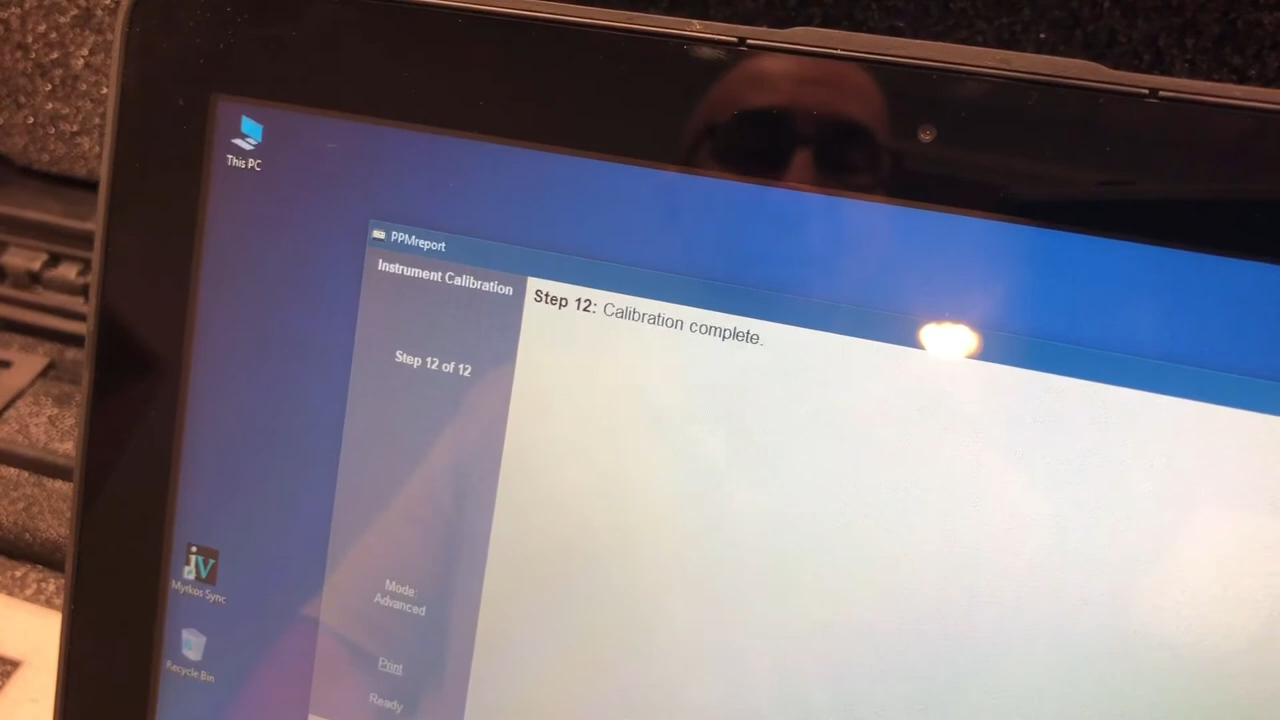 This PC
PPMreport
Instrument Calibration
Step 12: Calibration complete.
Step 12 of 12
iv
Mytkos Sync
Mode:
Advanced
Recycle Bin
Print
Ready